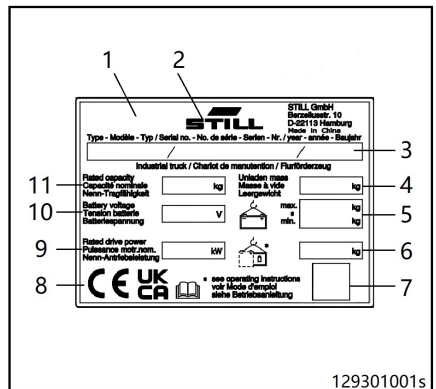 1
2
STILL
STILL GmbH
Berzeliusstr. 10
D-22113 Hamburg
Made in China
Type - Modèle - Typ / Serial no. - No. de série - Serien - Nr. / year - année - Baujahr
/ /
3
Industrial truck / Chariot de manutention / Flurförderzeug
11
Rated capacity
Capacité nominale
Nenn-Tragfähigkeit
kg
Unladen mass
Masse à vide
Leergewicht
kg
4
10
Battery voltage
Tension batterie
Batteriespannung
V
max.
*
min.
kg
kg
5
9
Rated drive power
Puissance motr.nom.
Nenn-Antriebsleistung
kW
*
kg
6
8
CE UK
CA
* see operating instructions
voir Mode d'emploi
siehe Betriebsanleitung
7
129301001s